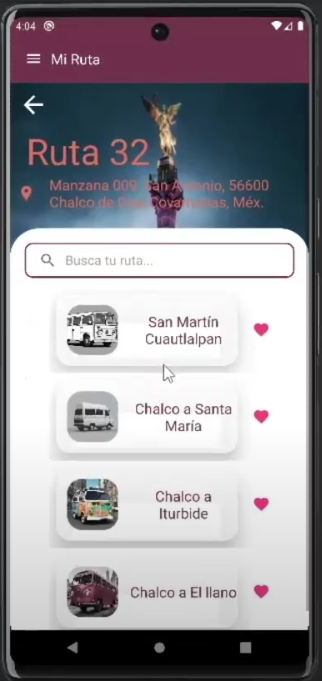 4:04
Mi Ruta
Ruta 32
Manzana 009, San Antonio, 56600
Chalco de Díaz Covarrubias, Méx.
Busca tu ruta...
San Martín
Cuautlalpan
Chalco a Santa
María
Chalco a
Iturbide
Chalco a El llano